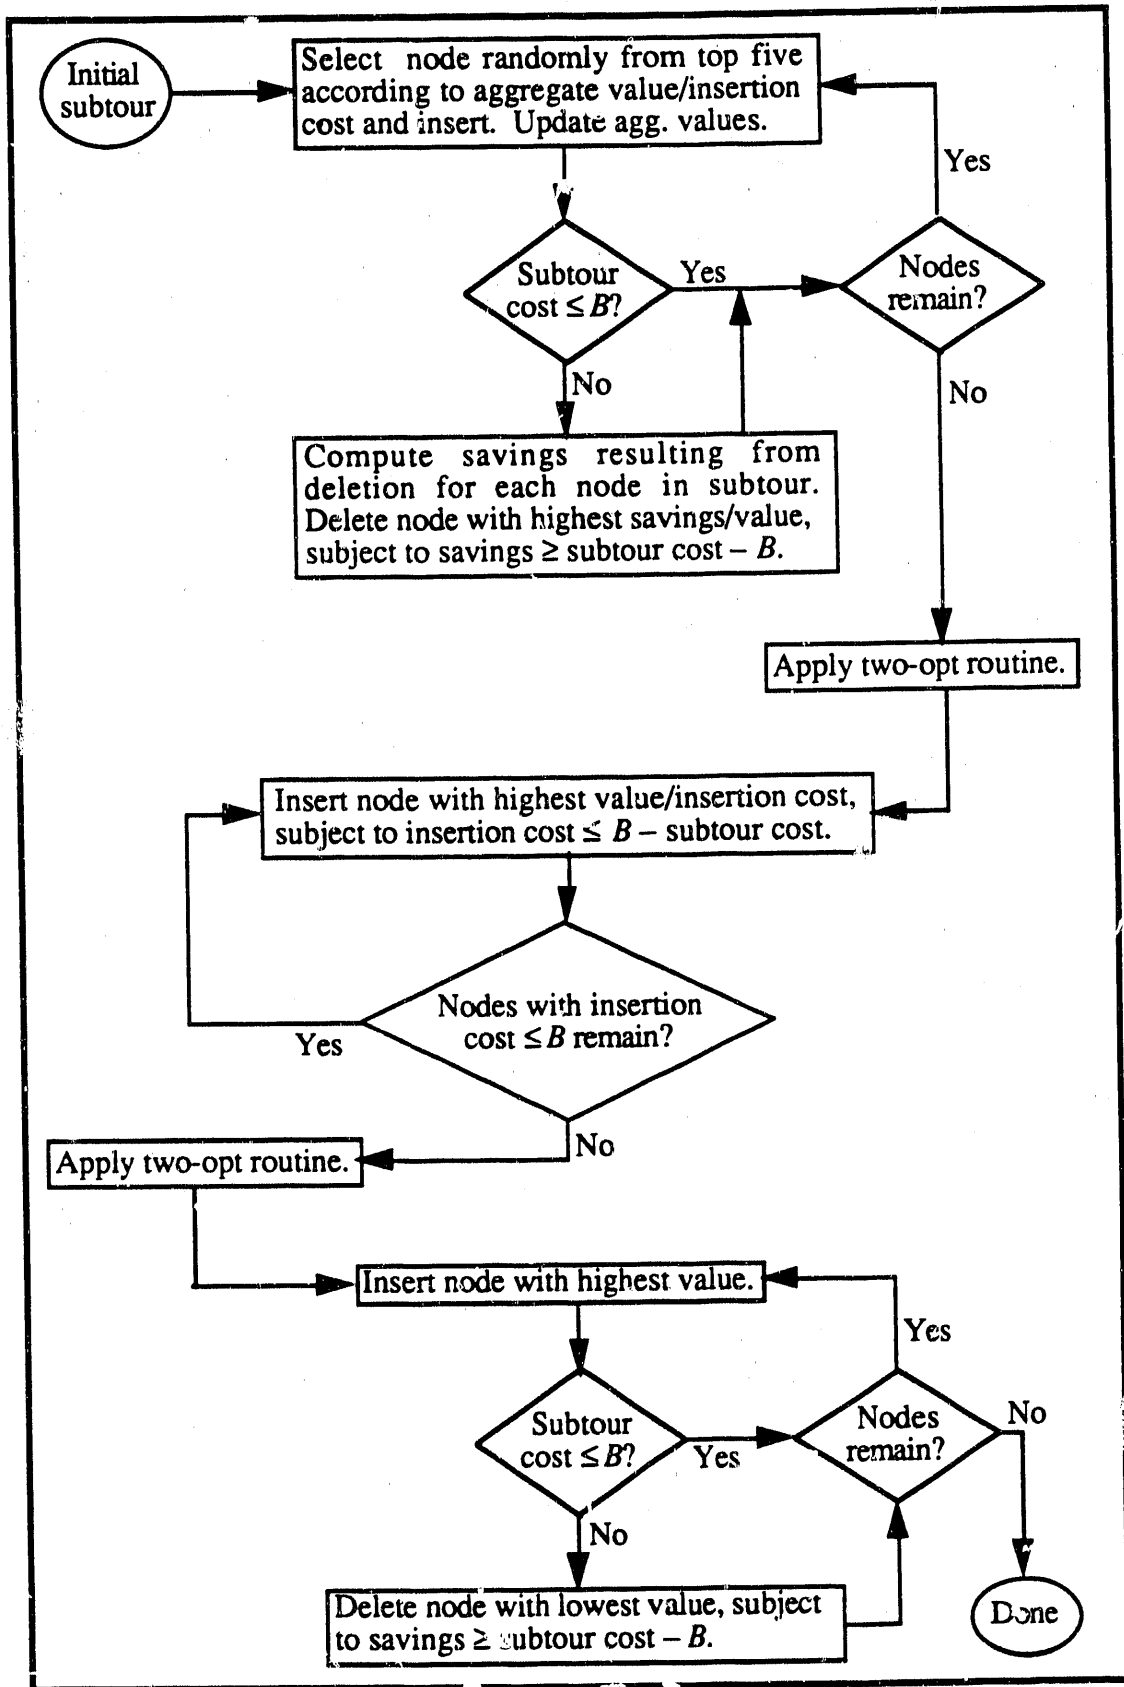 Initial
subtour
Select node randomly from top five
according to aggregate value/insertion
cost and insert. Update agg. values.
Yes
Subtour
cost ≤ B?
Yes
Nodes
remain?
No
No
Compute savings resulting from
deletion for each node in subtour.
Delete node with highest savings/value,
subject to savings ≥ subtour cost – B.
Apply two-opt routine.
Insert node with highest value/insertion cost,
subject to insertion cost ≤ B – subtour cost.
Nodes with insertion
cost ≤ B remain?
Yes
No
Apply two-opt routine.
Insert node with highest value.
Yes
Subtour
cost ≤ B?
Yes
Nodes
remain?
No
No
Delete node with lowest value, subject
to savings ≥ subtour cost – B.
Done